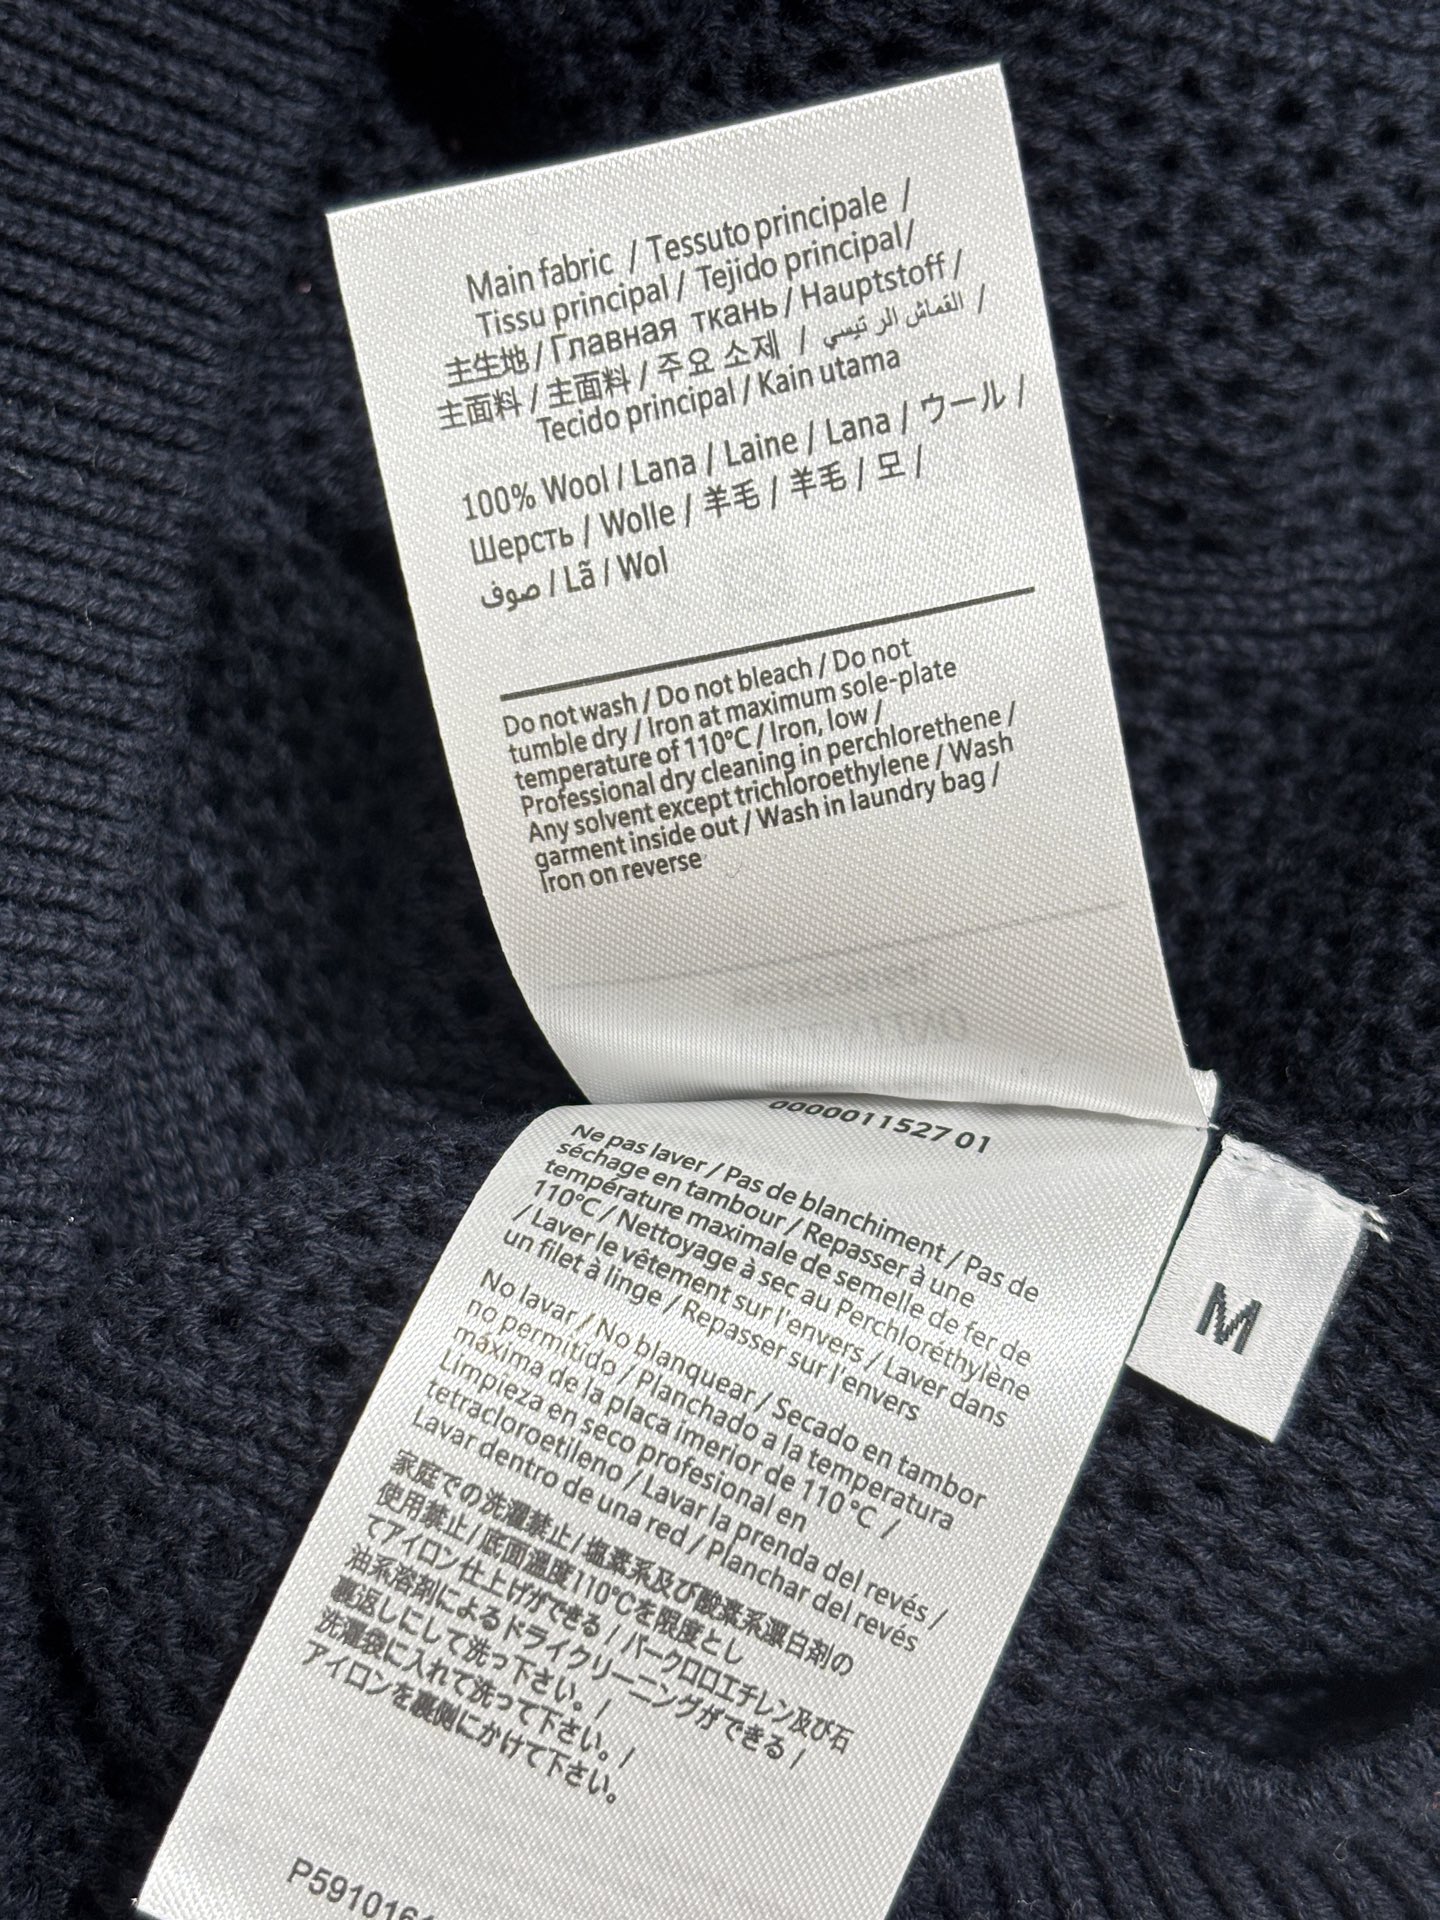 Main fabric / Tessuto principale /
Tissu principal / Tejido principal/
主生地 / Главная ткань / Hauptstoff /
主面料 / 主面料 / 주요 소제 / القماش الر ئيسي /
Tecido principal / Kain utama
100% Wool / Lana / Laine / Lana / ウール /
Шерсть / Wolle / 羊毛 / 羊毛 / 모 /
صوف / Lã / Wol
Do not wash / Do not bleach / Do not
tumble dry / Iron at maximum sole-plate
temperature of 110°C / Iron, low /
Professional dry cleaning in perchlorethene /
Any solvent except trichloroethylene / Wash
garment inside out / Wash in laundry bag /
Iron on reverse
0000011527 01
Ne pas laver / Pas de blanchiment / Pas de
séchage en tambour / Repasser à une
température maximale de semelle de fer de
110°C / Nettoyage à sec au Perchloréthylène
/ Laver le vêtement sur l'envers / Laver dans
un filet à linge / Repasser sur l'envers
No lavar / No blanquear / Secado en tambor
no permitido / Planchado a la temperatura
máxima de la placa imerior de 110 °C /
Limpieza en seco profesional en
tetracloroetileno / Lavar la prenda del revés /
Lavar dentro de una red / Planchar del revés
家庭での洗濯禁止/ 塩素系及び酸素系漂白剤の
使用禁止/ 底面温度110°Cを限度とし
てアイロン仕上げができる / パークロロエチレン及び石
油系溶剤によるドライクリーニングができる /
裏返しにして洗っ下さい。 /
洗濯袋に入れて洗って下さい。 /
アイロンを裏側にかけて下さい。
P5910161
M